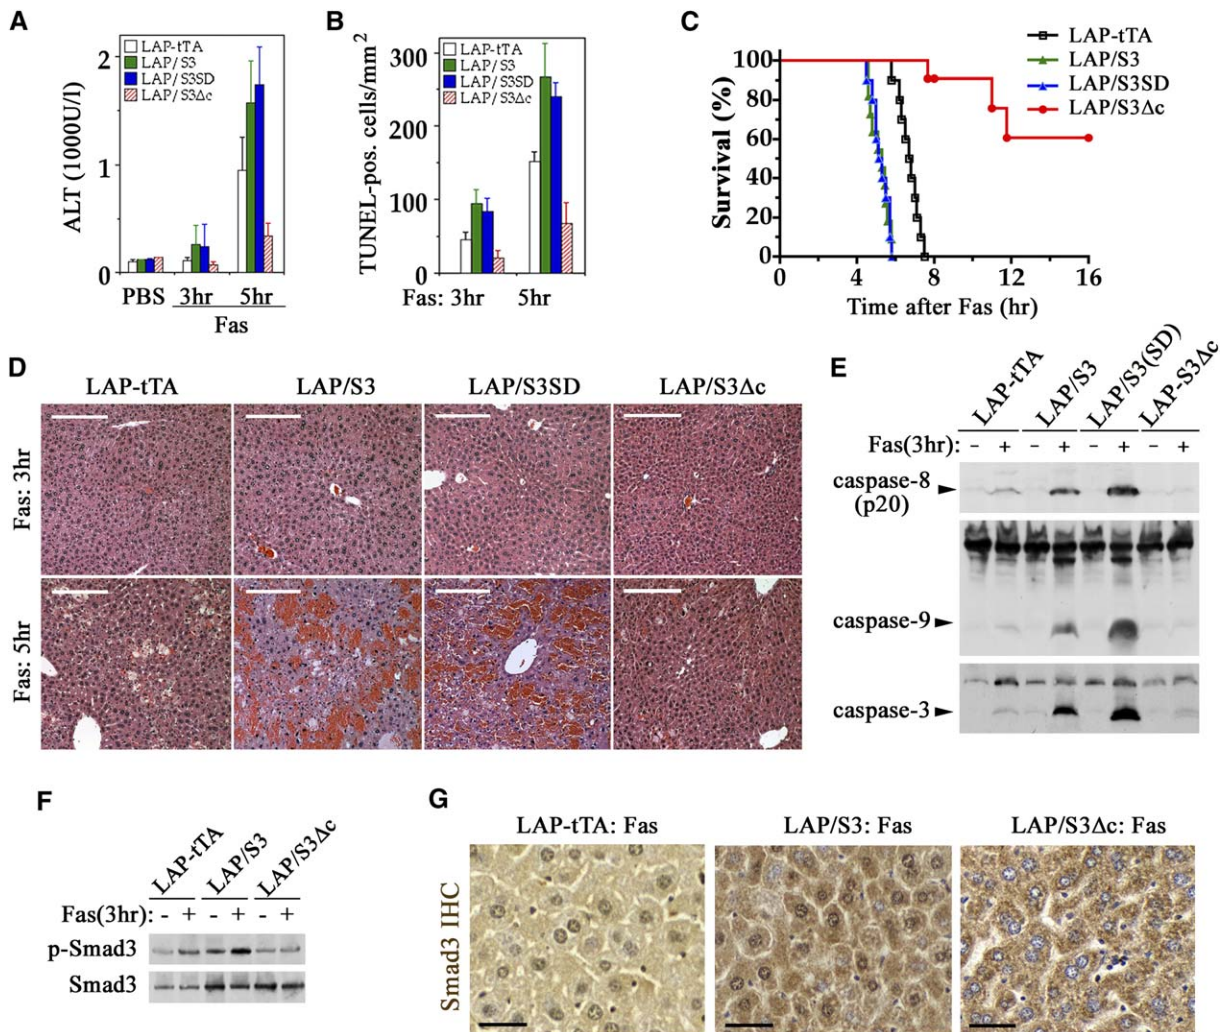 A
ALT (1000U/l)
2
1
0
LAP-tTA
LAP/S3
LAP/S3SD
LAP/S3Δc
PBS 3hr 5hr
Fas
B
TUNEL-pos. cells/mm2
300
200
100
0
LAP-tTA
LAP/S3
LAP/S3SD
LAP/S3Δc
Fas: 3hr 5hr
C
Survival (%)
100
80
60
40
20
0
0 4 8 12 16
Time after Fas (hr)
LAP-tTA
LAP/S3
LAP/S3SD
LAP/S3Δc
D
LAP-tTA LAP/S3 LAP/S3SD LAP/S3Δc
Fas: 3hr
Fas: 5hr
E
LAP-tTA LAP/S3 LAP/S3(SD) LAP-S3Δc
Fas(3hr): - + - + - + - +
caspase-8
(p20)
caspase-9
caspase-3
F
LAP-tTA LAP/S3 LAP/S3Δc
Fas(3hr): - + - + - +
p-Smad3
Smad3
G
LAP-tTA: Fas LAP/S3: Fas LAP/S3Δc: Fas
Smad3 IHC